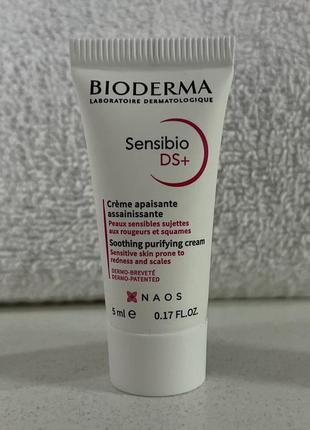 BIODERMA
LABORATOIRE DERMATOLOGIQUE
Sensibio
DS+
Crème apaisante
assainissante
Peaux sensibles sujettes
aux rougeurs et squames
Soothing purifying cream
Sensitive skin prone to
redness and scales
DERMO-BREVETÉ
DERMO-PATENTED
NAOS
5 ml e 0.17 FL.OZ.